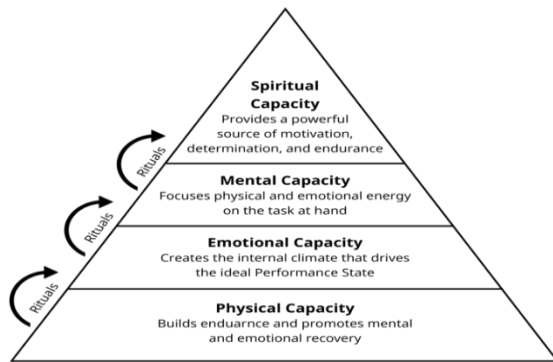 Spiritual
Capacity
Provides a powerful
source of motivation,
determination, and endurance
Rituals
Mental Capacity
Focuses physical and emotional energy
on the task at hand
Rituals
Emotional Capacity
Creates the internal climate that drives
the ideal Performance State
Rituals
Physical Capacity
Builds enduarnce and promotes mental
and emotional recovery